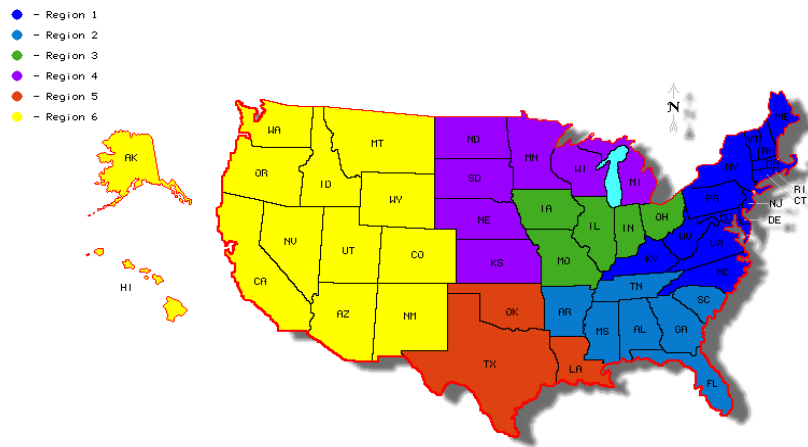 - Region 1
- Region 2
- Region 3
- Region 4
- Region 5
- Region 6
N
AK
HI
WA
OR
CA
NV
ID
MT
WY
UT
CO
AZ
NM
ND
SD
NE
KS
MN
WI
MI
IA
IL
IN
OH
MO
OK
TX
LA
AR
TN
MS
AL
GA
SC
FL
ME
VT
NH
NY
PA
WV
VA
KY
NC
RI
CT
NJ
DE